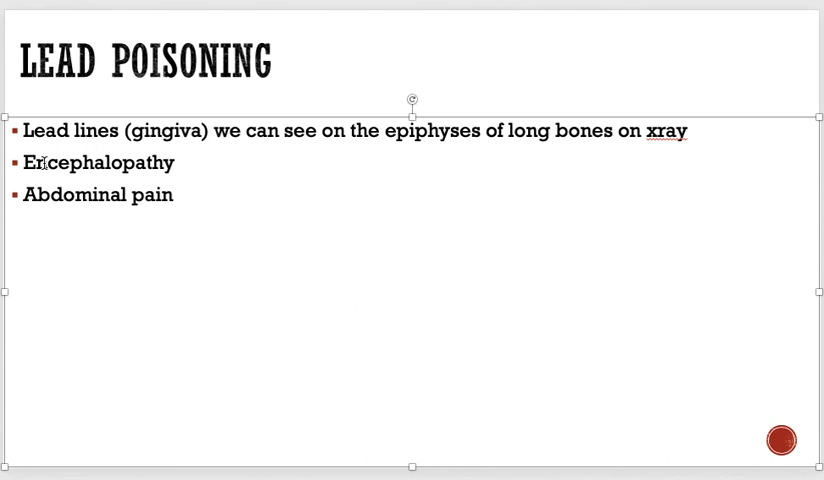 LEAD POISONING
Lead lines (gingiva) we can see on the epiphyses of long bones on xray
Encephalopathy
Abdominal pain